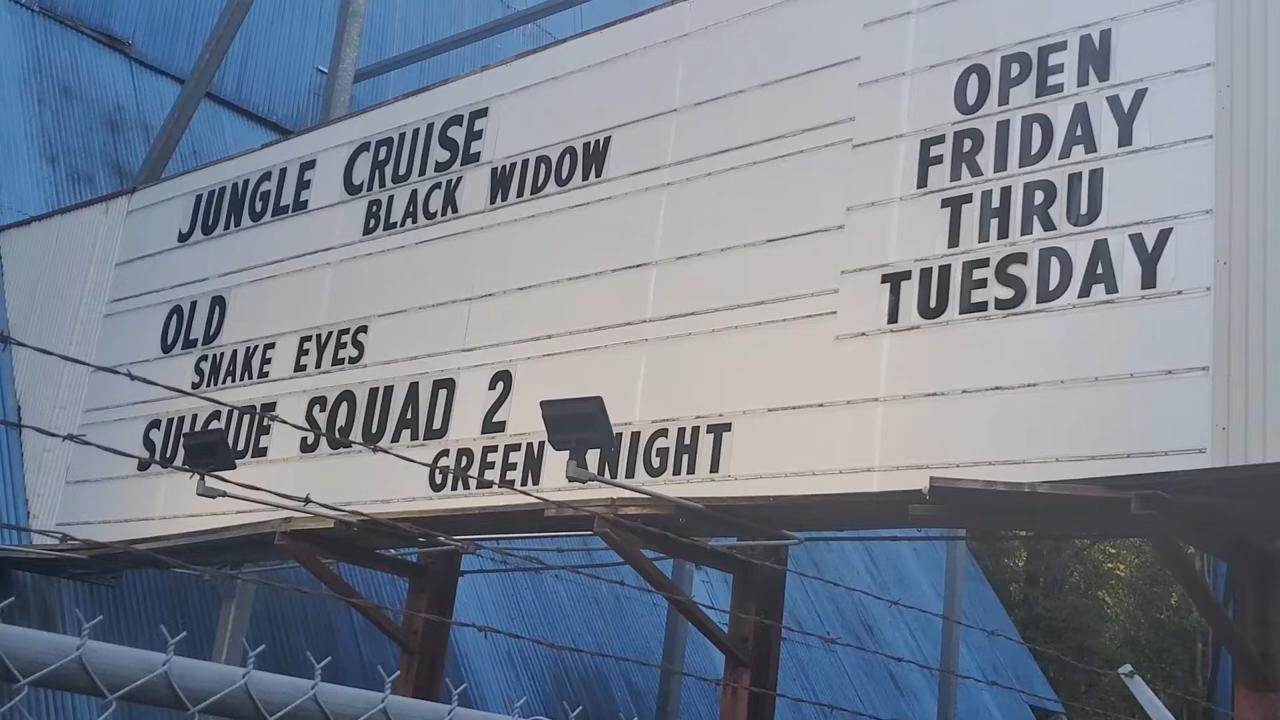 JUNGLE CRUISE
BLACK WIDOW
OLD
SNAKE EYES
SUICIDE SQUAD 2
GREEN KNIGHT
OPEN
FRIDAY
THRU
TUESDAY